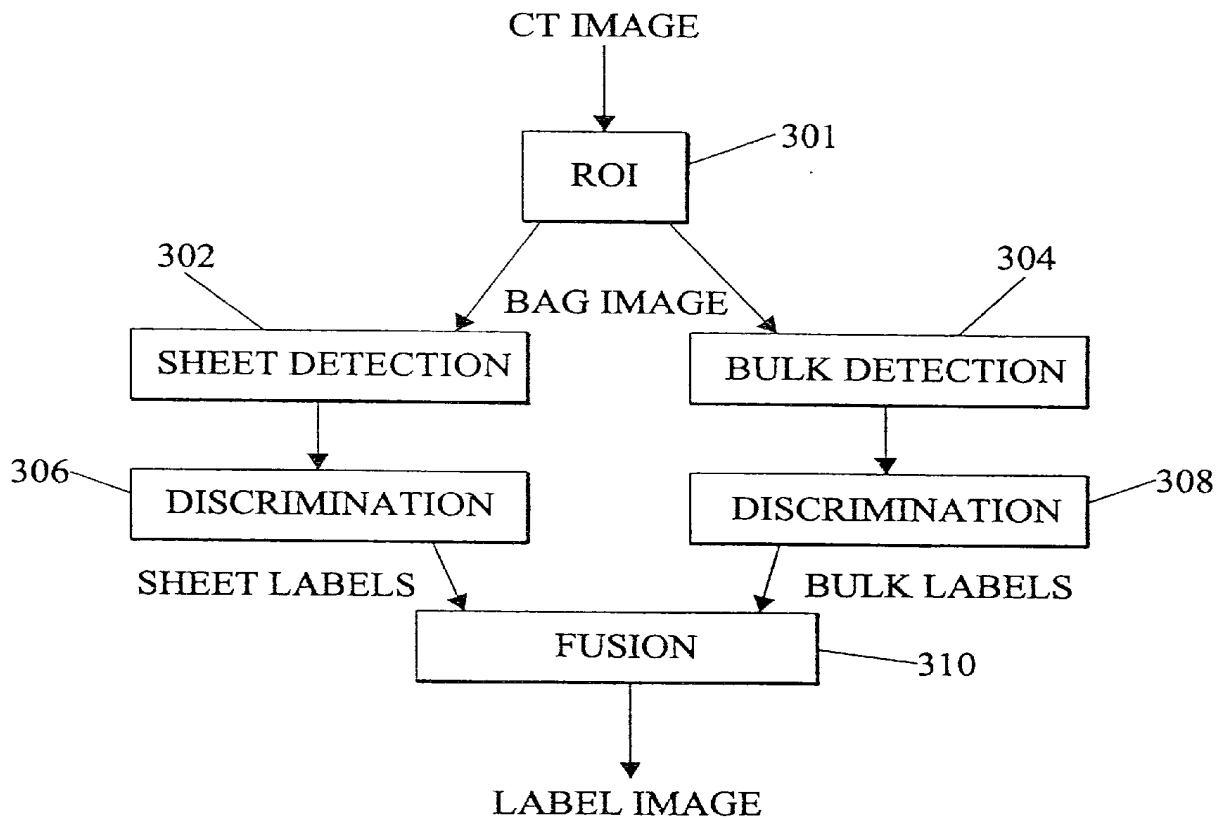 CT IMAGE
301
ROI
302
304
BAG IMAGE
SHEET DETECTION
BULK DETECTION
306
DISCRIMINATION
DISCRIMINATION
308
SHEET LABELS
BULK LABELS
FUSION
310
LABEL IMAGE